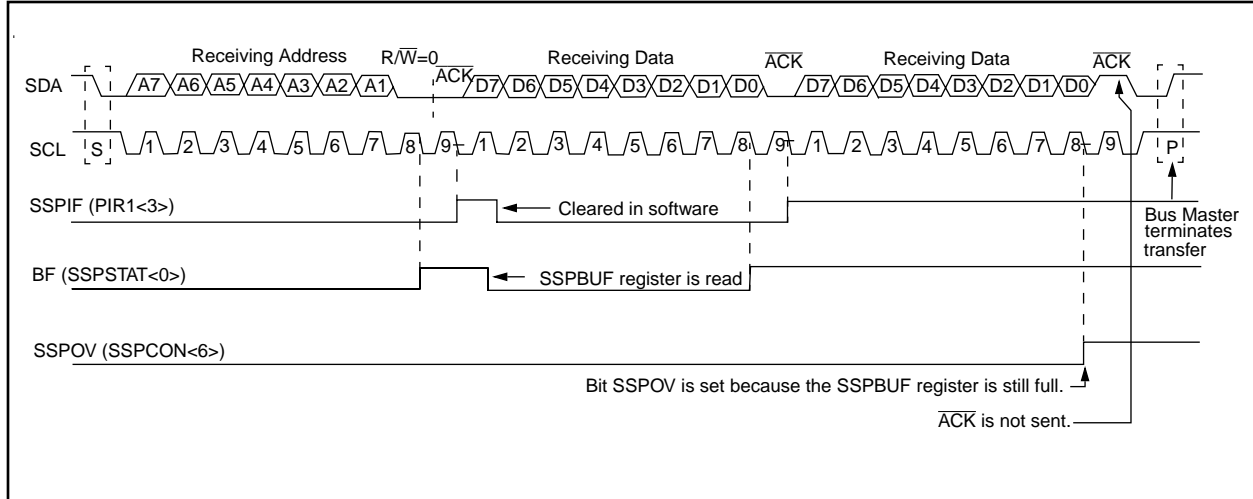 Receiving Address R/W=0 Receiving Data ACK Receiving Data ACK
ACK
SDA A7 A6 A5 A4 A3 A2 A1 D7 D6 D5 D4 D3 D2 D1 D0 D7 D6 D5 D4 D3 D2 D1 D0
SCL S 1 2 3 4 5 6 7 8 9 1 2 3 4 5 6 7 8 9 1 2 3 4 5 6 7 8 9 P
SSPIF (PIR1<3>)
Cleared in software
Bus Master
terminates
transfer
BF (SSPSTAT<0>)
SSPBUF register is read
SSPOV (SSPCON<6>)
Bit SSPOV is set because the SSPBUF register is still full.
ACK is not sent.